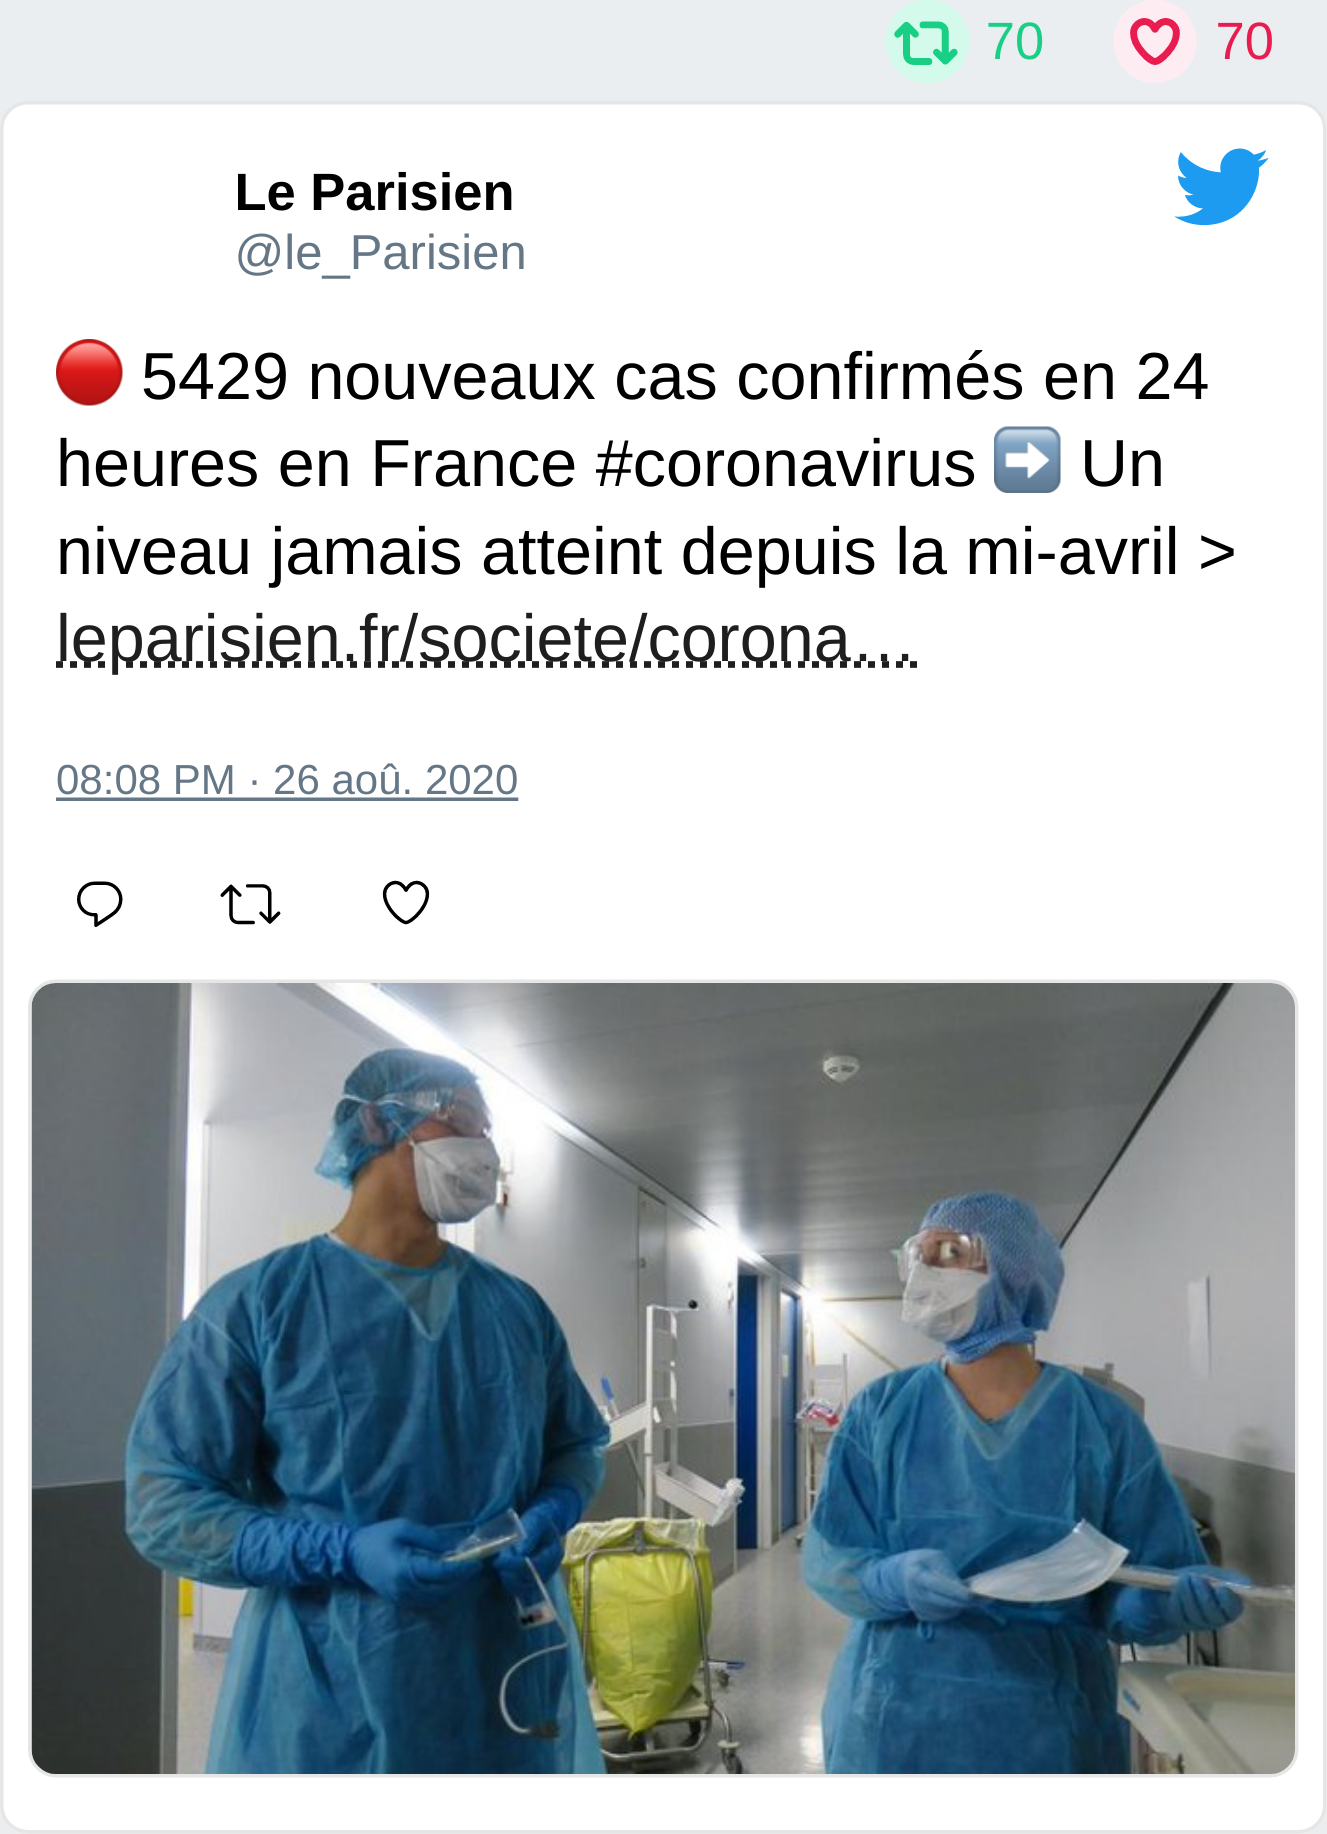 70 70
Le Parisien
@le_Parisien
🔴 5429 nouveaux cas confirmés en 24
heures en France #coronavirus ➡️ Un
niveau jamais atteint depuis la mi-avril >
leparisien.fr/societe/corona…
08:08 PM · 26 aoû. 2020